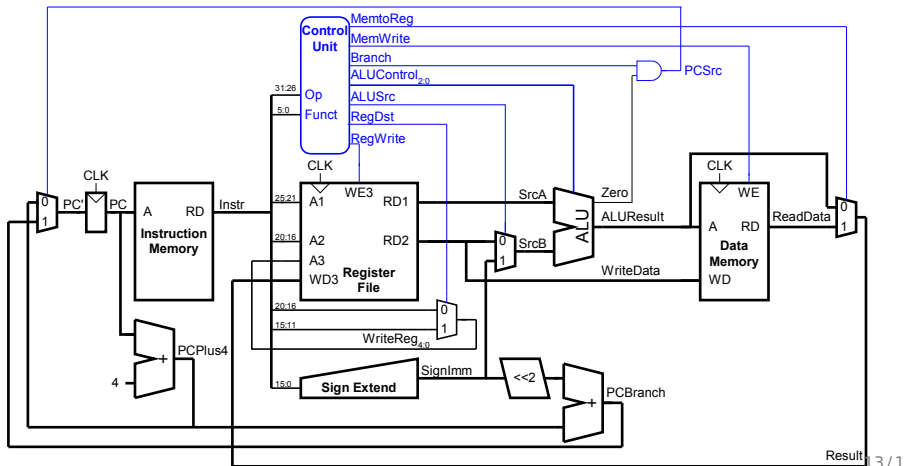 MemtoReg
Control
Unit
MemWrite
Branch
ALUControl2:0
PCSrc
31:26
Op
ALUSrc
5:0
Funct
RegDst
RegWrite
CLK
CLK
CLK
0
1
PC'
PC
A
RD
Instruction
Memory
Instr
25:21
A1
WE3
RD1
SrcA
Zero
20:16
A2
RD2
0
1
SrcB
ALU
ALUResult
A3
WD3
Register
File
WriteData
WE
A
RD
Data
Memory
WD
ReadData
0
1
20:16
0
15:11
1
WriteReg4:0
PCPlus4
+
4
SignImm
15:0
Sign Extend
<<2
+
PCBranch
Result
13/1